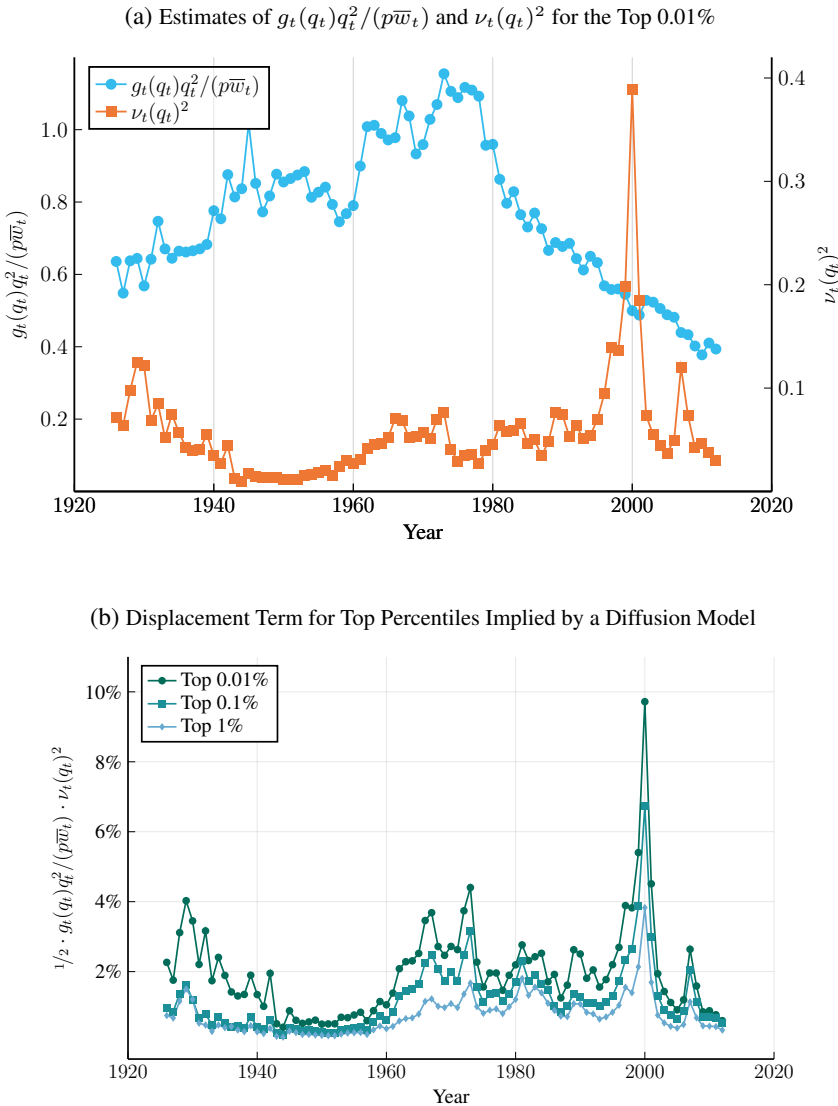 (a) Estimates of g_t(q_t)q_t^2/(pw̅_t) and ν_t(q_t)^2 for the Top 0.01%
g_t(q_t)q_t^2/(pw̅_t)
ν_t(q_t)^2
1.0
0.8
0.6
0.4
0.2
g_t(q_t)q_t^2/(pw̅_t)
0.4
0.3
0.2
0.1
ν_t(q_t)^2
1920 1940 1960 1980 2000 2020
Year
(b) Displacement Term for Top Percentiles Implied by a Diffusion Model
Top 0.01%
Top 0.1%
Top 1%
10%
8%
6%
4%
2%
1/2 · g_t(q_t)q_t^2/(pw̅_t) · ν_t(q_t)^2
1920 1940 1960 1980 2000 2020
Year